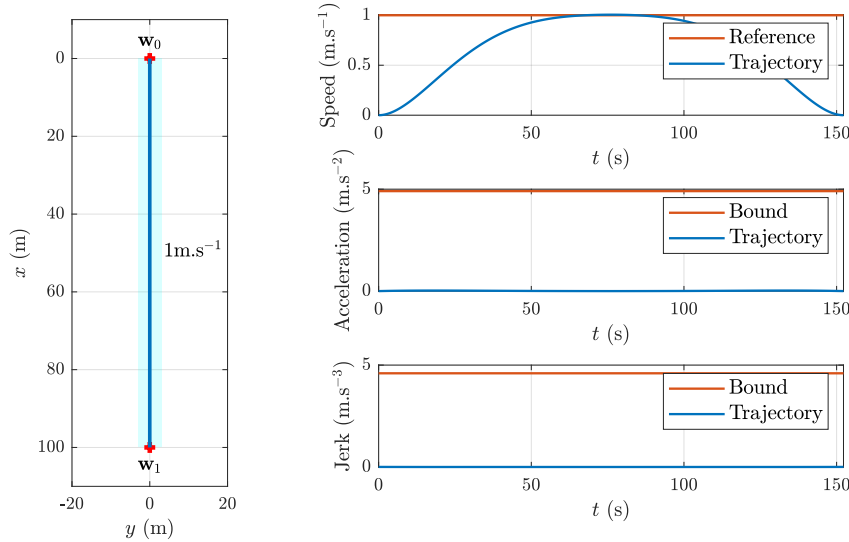 w₀
0
20
40
60
80
100
x (m)
1m.s⁻¹
w₁
-20 0 20
y (m)
Speed (m.s⁻¹)
1
0.5
0
Reference
Trajectory
0 50 100 150
t (s)
Acceleration (m.s⁻²)
5
0
Bound
Trajectory
0 50 100 150
t (s)
Jerk (m.s⁻³)
5
0
Bound
Trajectory
0 50 100 150
t (s)